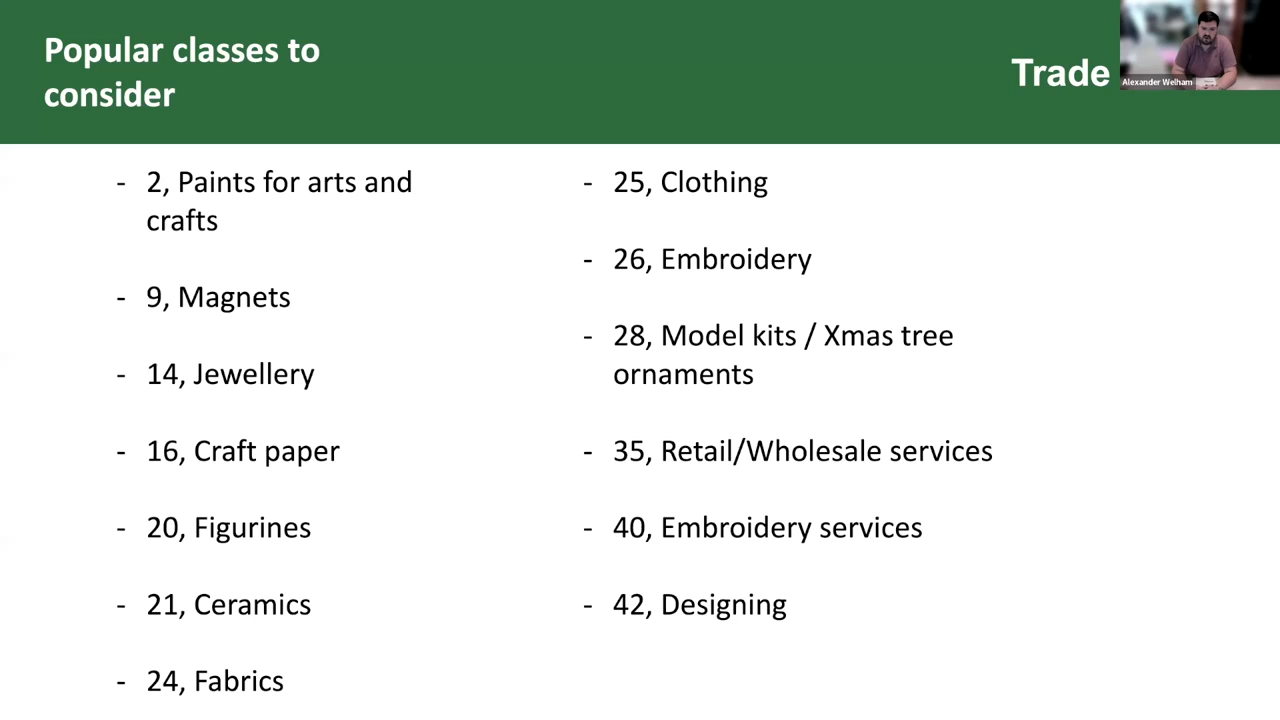 Popular classes to
consider
Trade
Alexander Welham
- 2, Paints for arts and
crafts
- 9, Magnets
- 14, Jewellery
- 16, Craft paper
- 20, Figurines
- 21, Ceramics
- 24, Fabrics
- 25, Clothing
- 26, Embroidery
- 28, Model kits / Xmas tree
ornaments
- 35, Retail/Wholesale services
- 40, Embroidery services
- 42, Designing